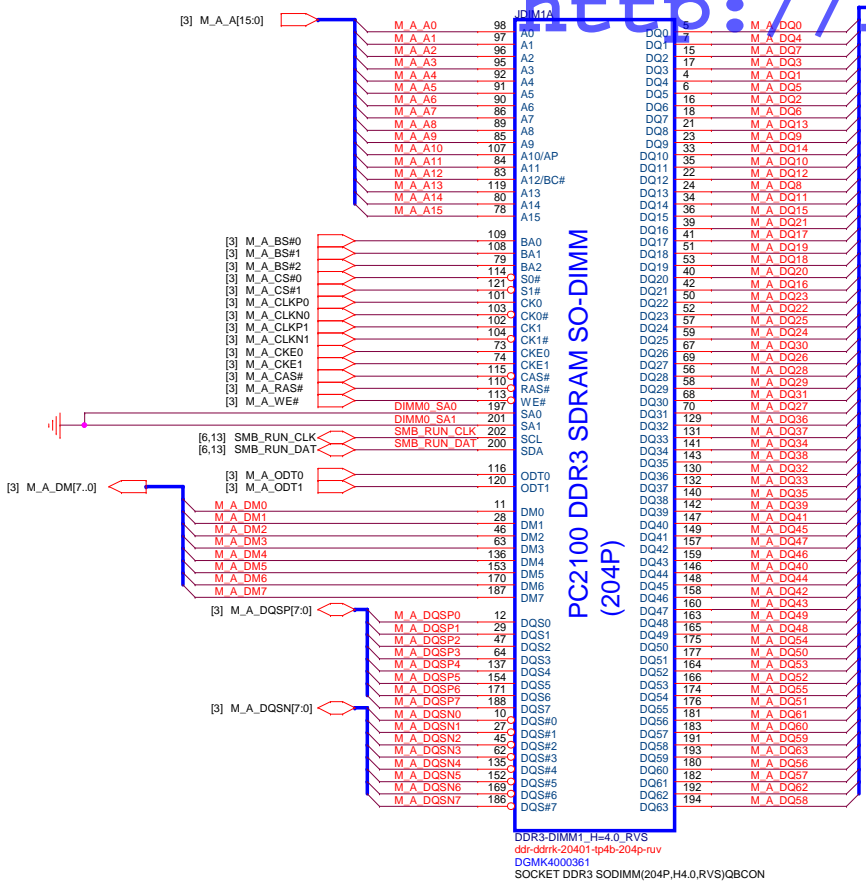 http://
[3] M_A_A[15:0]
JDIM1A
M_A_A0 98 A0
M_A_A1 97 A1
M_A_A2 96 A2
M_A_A3 95 A3
M_A_A4 92 A4
M_A_A5 91 A5
M_A_A6 90 A6
M_A_A7 86 A7
M_A_A8 89 A8
M_A_A9 85 A9
M_A_A10 107 A10/AP
M_A_A11 84 A11
M_A_A12 83 A12/BC#
M_A_A13 119 A13
M_A_A14 80 A14
M_A_A15 78 A15
[3] M_A_BS#0 109 BA0
[3] M_A_BS#1 108 BA1
[3] M_A_BS#2 79 BA2
[3] M_A_CS#0 114 S0#
[3] M_A_CS#1 121 S1#
[3] M_A_CLKP0 101 CK0
[3] M_A_CLKN0 103 CK0#
[3] M_A_CLKP1 102 CK1
[3] M_A_CLKN1 104 CK1#
[3] M_A_CKE0 73 CKE0
[3] M_A_CKE1 74 CKE1
[3] M_A_CAS# 115 CAS#
[3] M_A_RAS# 110 RAS#
[3] M_A_WE# 113 WE#
DIMM0_SA0 197 SA0
DIMM0_SA1 201 SA1
[6,13] SMB_RUN_CLK SMB_RUN_CLK 202 SCL
[6,13] SMB_RUN_DAT SMB_RUN_DAT 200 SDA
[3] M_A_ODT0 116 ODT0
[3] M_A_ODT1 120 ODT1
[3] M_A_DM[7..0]
M_A_DM0 11 DM0
M_A_DM1 28 DM1
M_A_DM2 46 DM2
M_A_DM3 63 DM3
M_A_DM4 136 DM4
M_A_DM5 153 DM5
M_A_DM6 170 DM6
M_A_DM7 187 DM7
[3] M_A_DQSP[7:0]
M_A_DQSP0 12 DQS0
M_A_DQSP1 29 DQS1
M_A_DQSP2 47 DQS2
M_A_DQSP3 64 DQS3
M_A_DQSP4 137 DQS4
M_A_DQSP5 154 DQS5
M_A_DQSP6 171 DQS6
M_A_DQSP7 188 DQS7
[3] M_A_DQSN[7:0]
M_A_DQSN0 10 DQS#0
M_A_DQSN1 27 DQS#1
M_A_DQSN2 45 DQS#2
M_A_DQSN3 62 DQS#3
M_A_DQSN4 135 DQS#4
M_A_DQSN5 152 DQS#5
M_A_DQSN6 169 DQS#6
M_A_DQSN7 186 DQS#7
PC2100 DDR3 SDRAM SO-DIMM
(204P)
DQ0 5 M_A_DQ0
DQ1 7 M_A_DQ4
DQ2 15 M_A_DQ7
DQ3 17 M_A_DQ3
DQ4 4 M_A_DQ1
DQ5 6 M_A_DQ5
DQ6 16 M_A_DQ2
DQ7 18 M_A_DQ6
DQ8 21 M_A_DQ13
DQ9 23 M_A_DQ9
DQ10 33 M_A_DQ14
DQ11 35 M_A_DQ10
DQ12 22 M_A_DQ12
DQ13 24 M_A_DQ8
DQ14 34 M_A_DQ11
DQ15 36 M_A_DQ15
DQ16 39 M_A_DQ21
DQ17 41 M_A_DQ17
DQ18 51 M_A_DQ19
DQ19 53 M_A_DQ18
DQ20 40 M_A_DQ20
DQ21 42 M_A_DQ16
DQ22 50 M_A_DQ23
DQ23 52 M_A_DQ22
DQ24 57 M_A_DQ25
DQ25 59 M_A_DQ24
DQ26 67 M_A_DQ30
DQ27 69 M_A_DQ26
DQ28 56 M_A_DQ28
DQ29 58 M_A_DQ29
DQ30 68 M_A_DQ31
DQ31 70 M_A_DQ27
DQ32 129 M_A_DQ36
DQ33 131 M_A_DQ37
DQ34 141 M_A_DQ34
DQ35 143 M_A_DQ38
DQ36 130 M_A_DQ32
DQ37 132 M_A_DQ33
DQ38 140 M_A_DQ35
DQ39 142 M_A_DQ39
DQ40 147 M_A_DQ41
DQ41 149 M_A_DQ45
DQ42 157 M_A_DQ47
DQ43 159 M_A_DQ46
DQ44 146 M_A_DQ40
DQ45 148 M_A_DQ44
DQ46 158 M_A_DQ42
DQ47 160 M_A_DQ43
DQ48 163 M_A_DQ49
DQ49 165 M_A_DQ48
DQ50 175 M_A_DQ54
DQ51 177 M_A_DQ50
DQ52 164 M_A_DQ53
DQ53 166 M_A_DQ52
DQ54 174 M_A_DQ55
DQ55 176 M_A_DQ51
DQ56 181 M_A_DQ61
DQ57 183 M_A_DQ60
DQ58 191 M_A_DQ59
DQ59 193 M_A_DQ63
DQ60 180 M_A_DQ56
DQ61 182 M_A_DQ57
DQ62 192 M_A_DQ62
DQ63 194 M_A_DQ58
DDR3-DIMM1_H=4.0_RVS
ddr-ddrrk-20401-tp4b-204p-ruv
DGMK4000361
SOCKET DDR3 SODIMM(204P,H4.0,RVS)QBCON